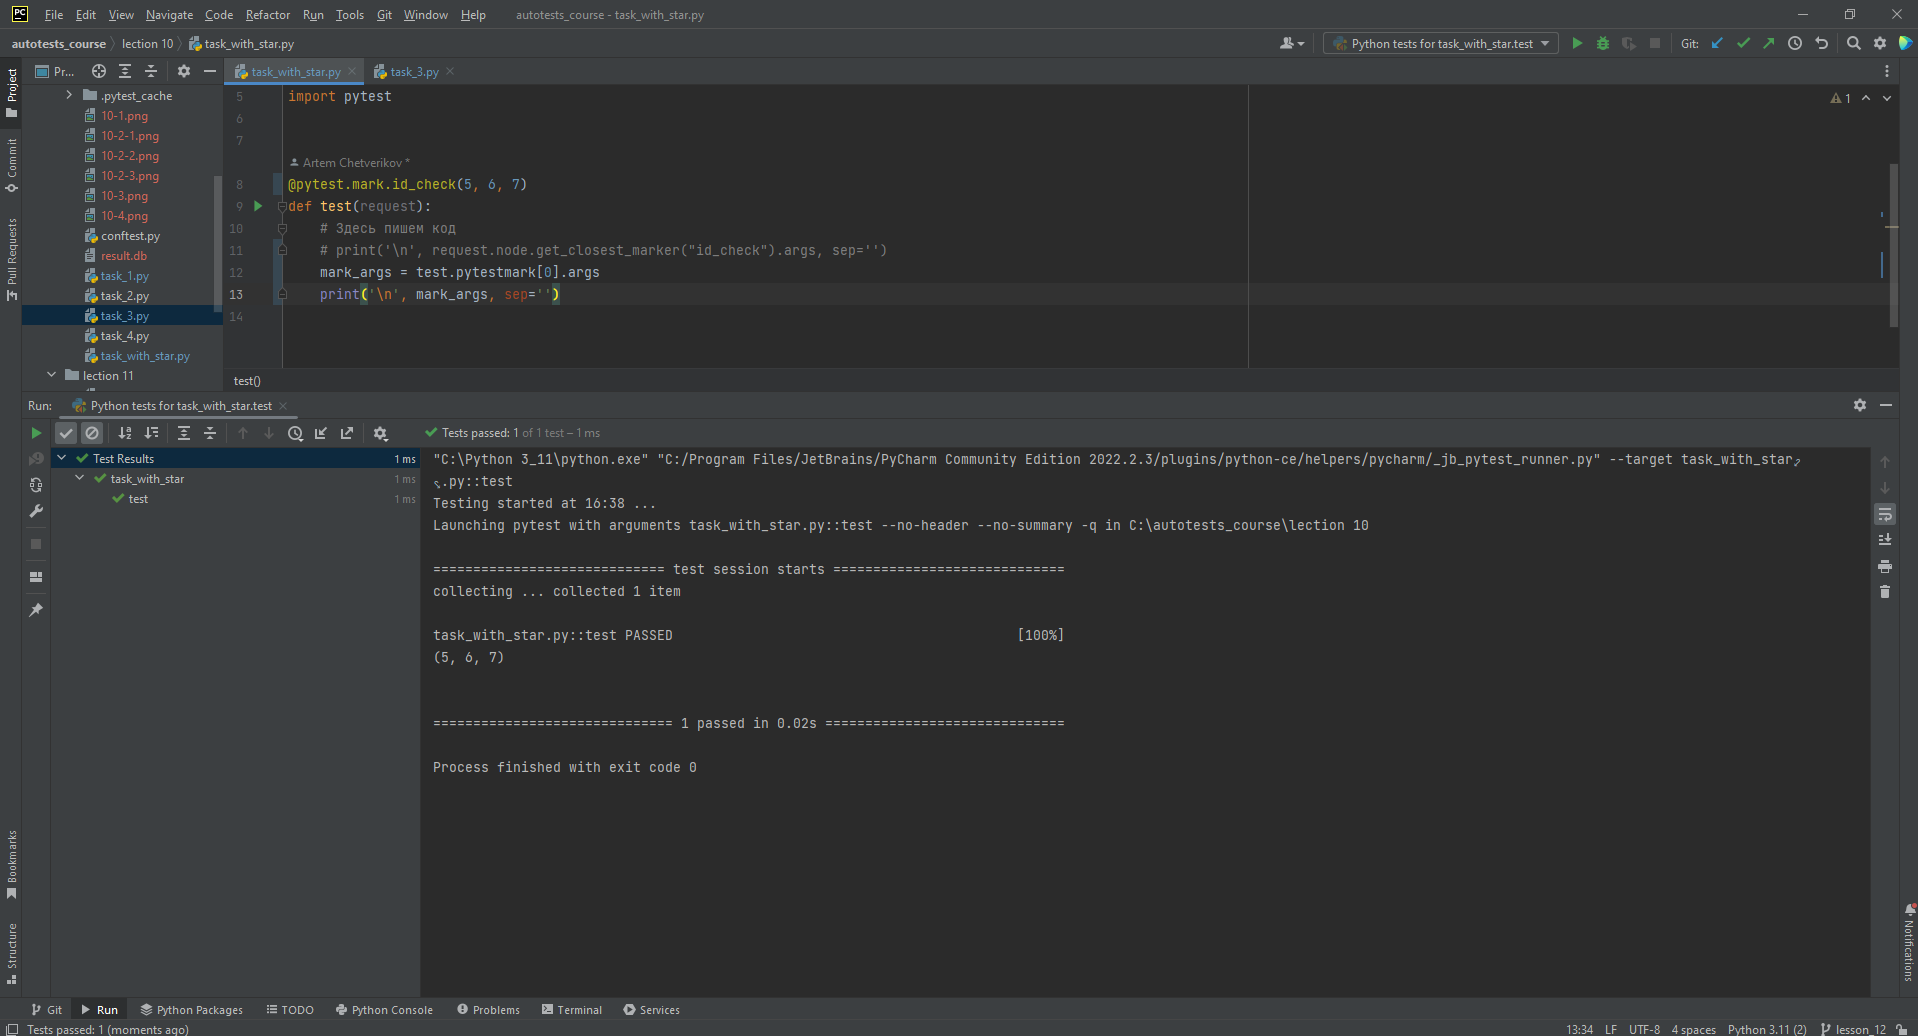 File Edit View Navigate Code Refactor Run Tools Git Window Help autotests_course - task_with_star.py
autotests_course lection 10 task_with_star.py Python tests for task_with_star.test Git:
Pr... task_with_star.py task_3.py
Project
Commit
Pull Requests
.pytest_cache
10-1.png
10-2-1.png
10-2-2.png
10-2-3.png
10-3.png
10-4.png
conftest.py
result.db
task_1.py
task_2.py
task_3.py
task_4.py
task_with_star.py
lection 11
5 import pytest
1
6
7
Artem Chetverikov *
8 @pytest.mark.id_check(5, 6, 7)
9 def test(request):
10 # Здесь пишем код
11 # print('\n', request.node.get_closest_marker("id_check").args, sep='')
12 mark_args = test.pytestmark[0].args
13 print('\n', mark_args, sep='')
14
test()
Run: Python tests for task_with_star.test
Tests passed: 1 of 1 test – 1 ms
Test Results 1 ms
task_with_star 1 ms
test 1 ms
"C:\Python 3_11\python.exe" "C:/Program Files/JetBrains/PyCharm Community Edition 2022.2.3/plugins/python-ce/helpers/pycharm/_jb_pytest_runner.py" --target task_with_star
.py::test
Testing started at 16:38 ...
Launching pytest with arguments task_with_star.py::test --no-header --no-summary -q in C:\autotests_course\lection 10
============================= test session starts =============================
collecting ... collected 1 item
task_with_star.py::test PASSED [100%]
(5, 6, 7)
============================== 1 passed in 0.02s ==============================
Process finished with exit code 0
Bookmarks
Structure
Notifications
Git Run Python Packages TODO Python Console Problems Terminal Services
Tests passed: 1 (moments ago) 13:34 LF UTF-8 4 spaces Python 3.11 (2) lesson_12